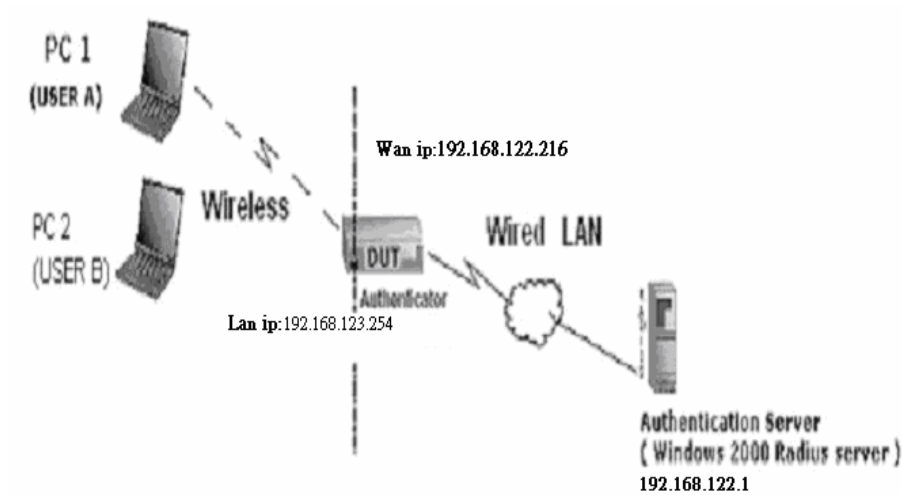 PC 1
(USER A)
Wan ip:192.168.122.216
Wireless
PC 2
(USER B)
Wired LAN
DUT
Authenticator
Lan ip:192.168.123.254
Authentication Server
( Windows 2000 Radius server )
192.168.122.1